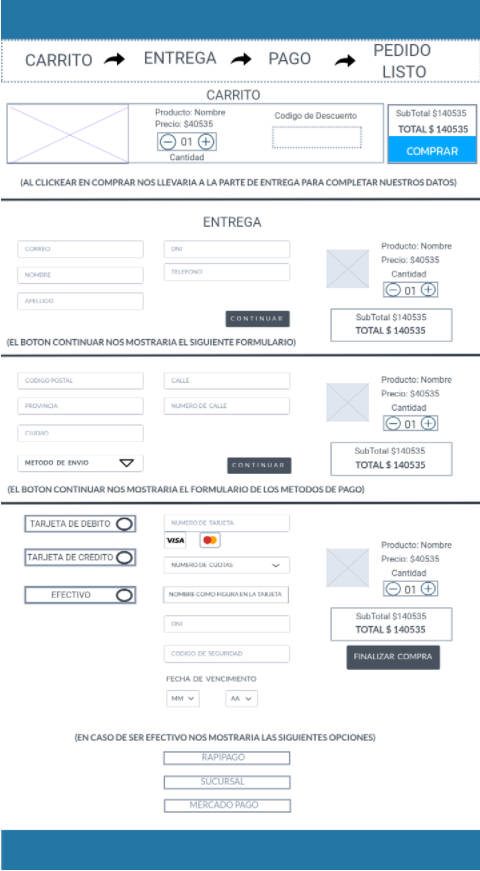 CARRITO ENTREGA PAGO PEDIDO LISTO
CARRITO
Producto: Nombre
Precio: $40535
01
Cantidad
Codigo de Descuento
SubTotal $140535
TOTAL $ 140535
COMPRAR
(AL CLICKEAR EN COMPRAR NOS LLEVARIA A LA PARTE DE ENTREGA PARA COMPLETAR NUESTROS DATOS)
ENTREGA
CORREO
NOMBRE
APELLIDO
DNI
TELEFONO
CONTINUAR
Producto: Nombre
Precio: $40535
Cantidad
01
SubTotal $140535
TOTAL $ 140535
(EL BOTON CONTINUAR NOS MOSTRARIA EL SIGUIENTE FORMULARIO)
CODIGO POSTAL
PROVINCIA
CIUDAD
METODO DE ENVIO
CALLE
NUMERO DE CALLE
CONTINUAR
Producto: Nombre
Precio: $40535
Cantidad
01
SubTotal $140535
TOTAL $ 140535
(EL BOTON CONTINUAR NOS MOSTRARIA EL FORMULARIO DE LOS METODOS DE PAGO)
TARJETA DE DEBITO
TARJETA DE CREDITO
EFECTIVO
NUMERO DE TARJETA
VISA
NUMERO DE CUOTAS
NOMBRE COMO FIGURA EN LA TARJETA
DNI
CODIGO DE SEGURIDAD
FECHA DE VENCIMIENTO
MM AA
Producto: Nombre
Precio: $40535
Cantidad
01
SubTotal $140535
TOTAL $ 140535
FINALIZAR COMPRA
(EN CASO DE SER EFECTIVO NOS MOSTRARIA LAS SIGUIENTES OPCIONES)
RAPIPAGO
SUCURSAL
MERCADO PAGO